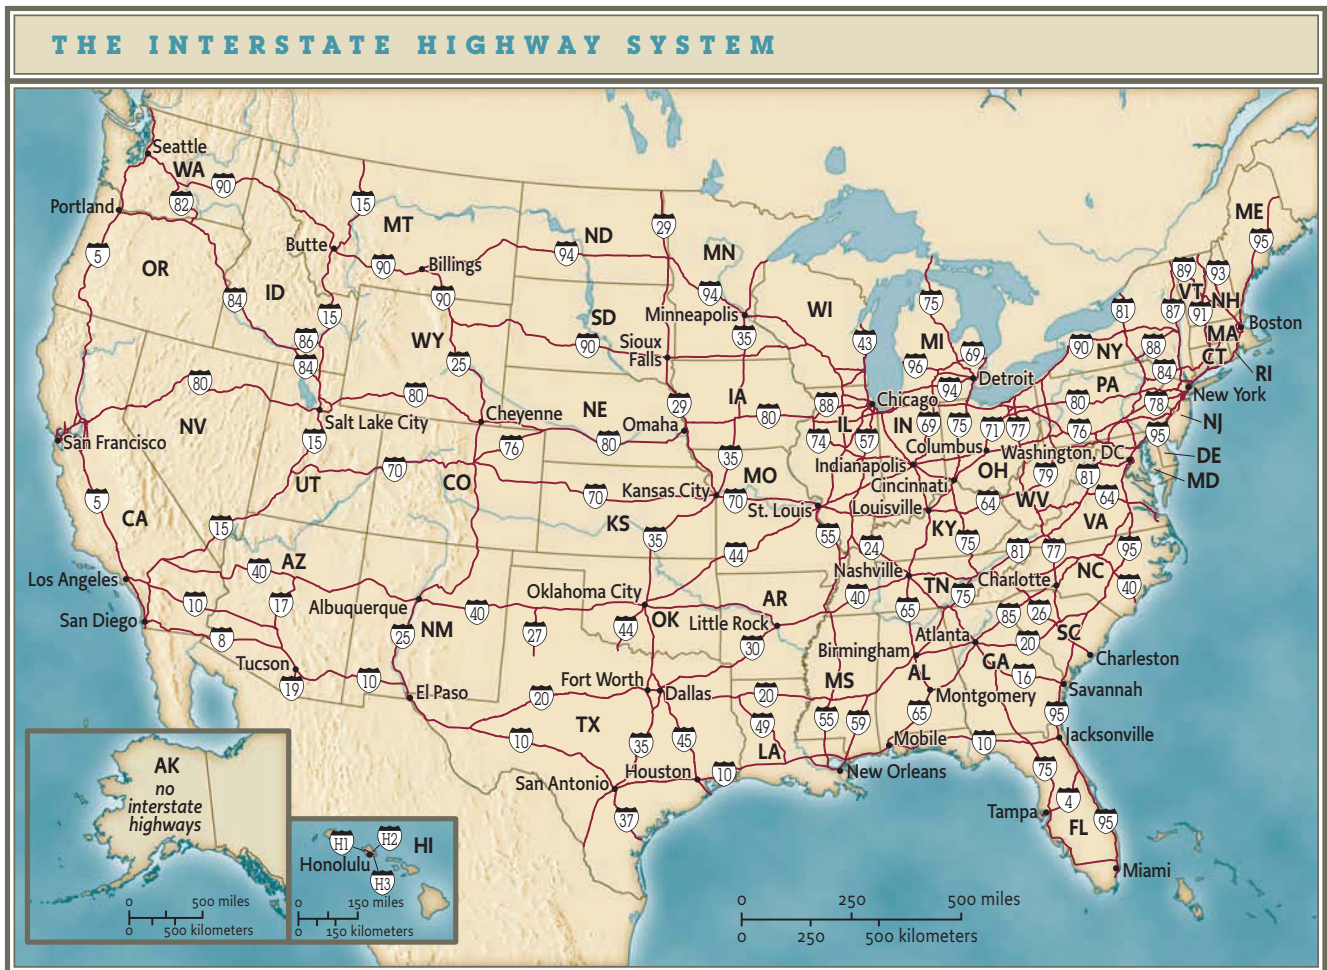 THE INTERSTATE HIGHWAY SYSTEM
Seattle
WA
90
82
Portland
5
OR
84
ID
15
MT
Butte
90
Billings
90
15
86
84
WY
25
94
ND
29
MN
94
Minneapolis
35
SD
90
Sioux
Falls
WI
43
75
MI
96
69
94
Detroit
Chicago
ME
95
89
93
VT
NH
81
87
91
MA
Boston
CT
RI
90
NY
88
84
PA
80
78
New York
NJ
76
95
DE
MD
80
NV
San Francisco
Salt Lake City
15
80
Cheyenne
76
NE
80
Omaha
29
IA
80
88
IL
74
57
IN
69
75
71
77
Columbus
Washington, DC
Indianapolis
OH
Cincinnati
79
81
WV
64
64
VA
5
CA
UT
70
CO
70
KS
Kansas City
35
MO
70
St. Louis
Louisville
KY
75
35
15
AZ
40
44
55
24
Nashville
TN
81
77
95
NC
Charlotte
75
40
Los Angeles
10
17
Albuquerque
40
Oklahoma City
OK
44
AR
Little Rock
40
65
85
26
San Diego
8
25
NM
27
30
Birmingham
Atlanta
20
SC
Tucson
19
10
El Paso
Fort Worth
Dallas
20
20
MS
AL
GA
16
Charleston
Montgomery
Savannah
TX
10
35
45
49
55
59
65
95
Mobile
10
Jacksonville
LA
Houston
10
New Orleans
San Antonio
37
75
Tampa
4
FL
95
Miami
AK
no
interstate
highways
0 500 miles
0 500 kilometers
H1
H2
HI
Honolulu
H3
0 150 miles
0 150 kilometers
0 250 500 miles
0 250 500 kilometers